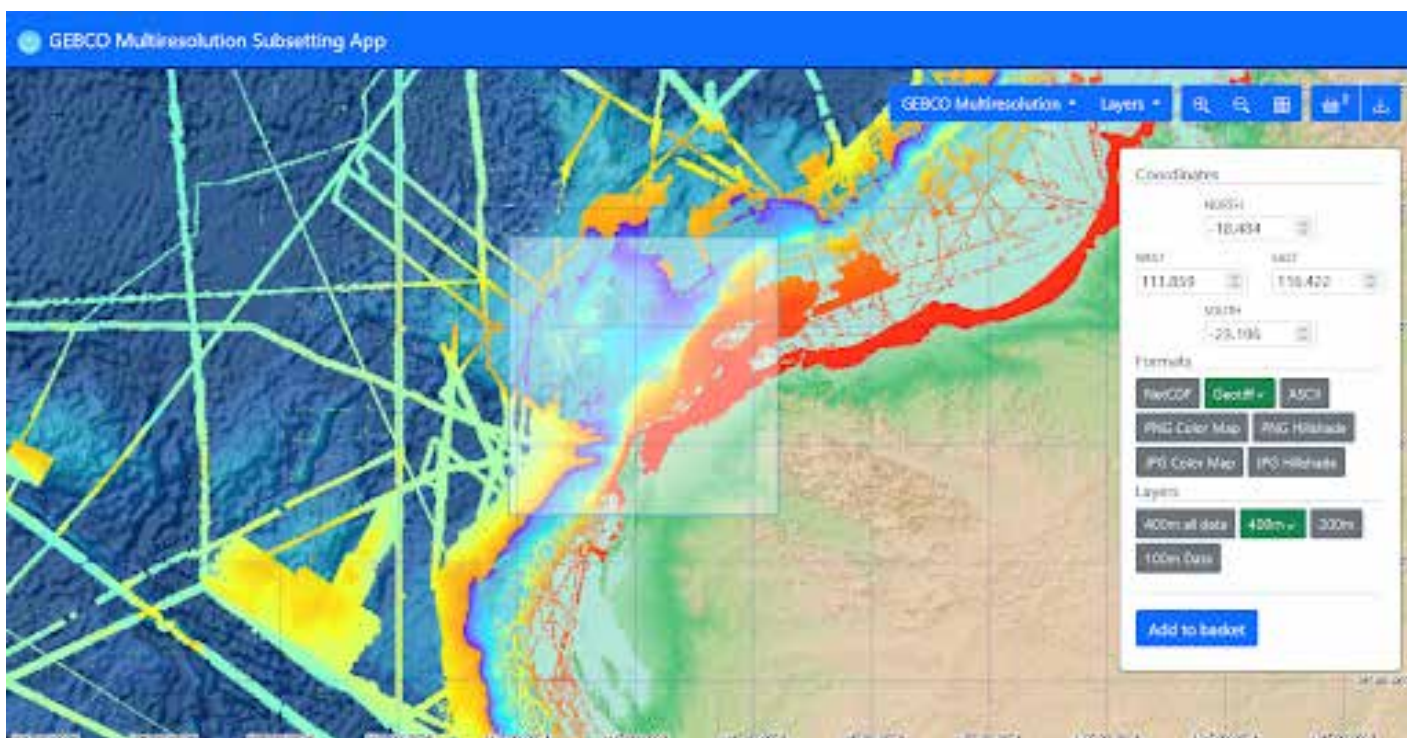 GEBCO Multiresolution Subsetting App
GEBCO Multiresolution Layers
Coordinates
NORTH
-18.484
WEST EAST
111.859 116.422
SOUTH
-23.106
Formats
NetCDF Geotiff ASCII
PNG Color Map PNG Hillshade
JPG Color Map JPG Hillshade
Layers
400m all data 400m 200m
100m Data
Add to basket